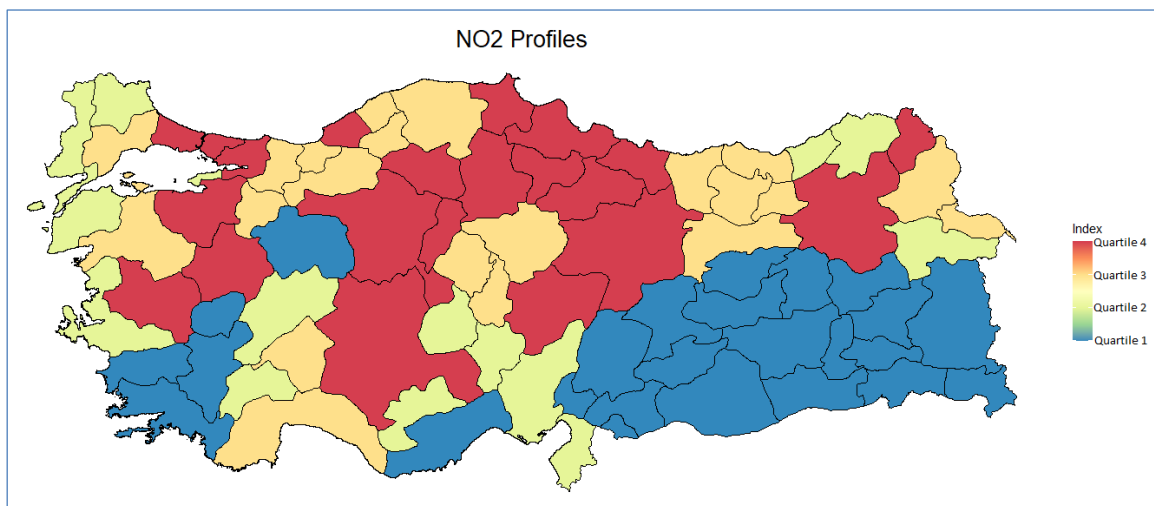 NO2 Profiles
Index
Quartile 4
Quartile 3
Quartile 2
Quartile 1